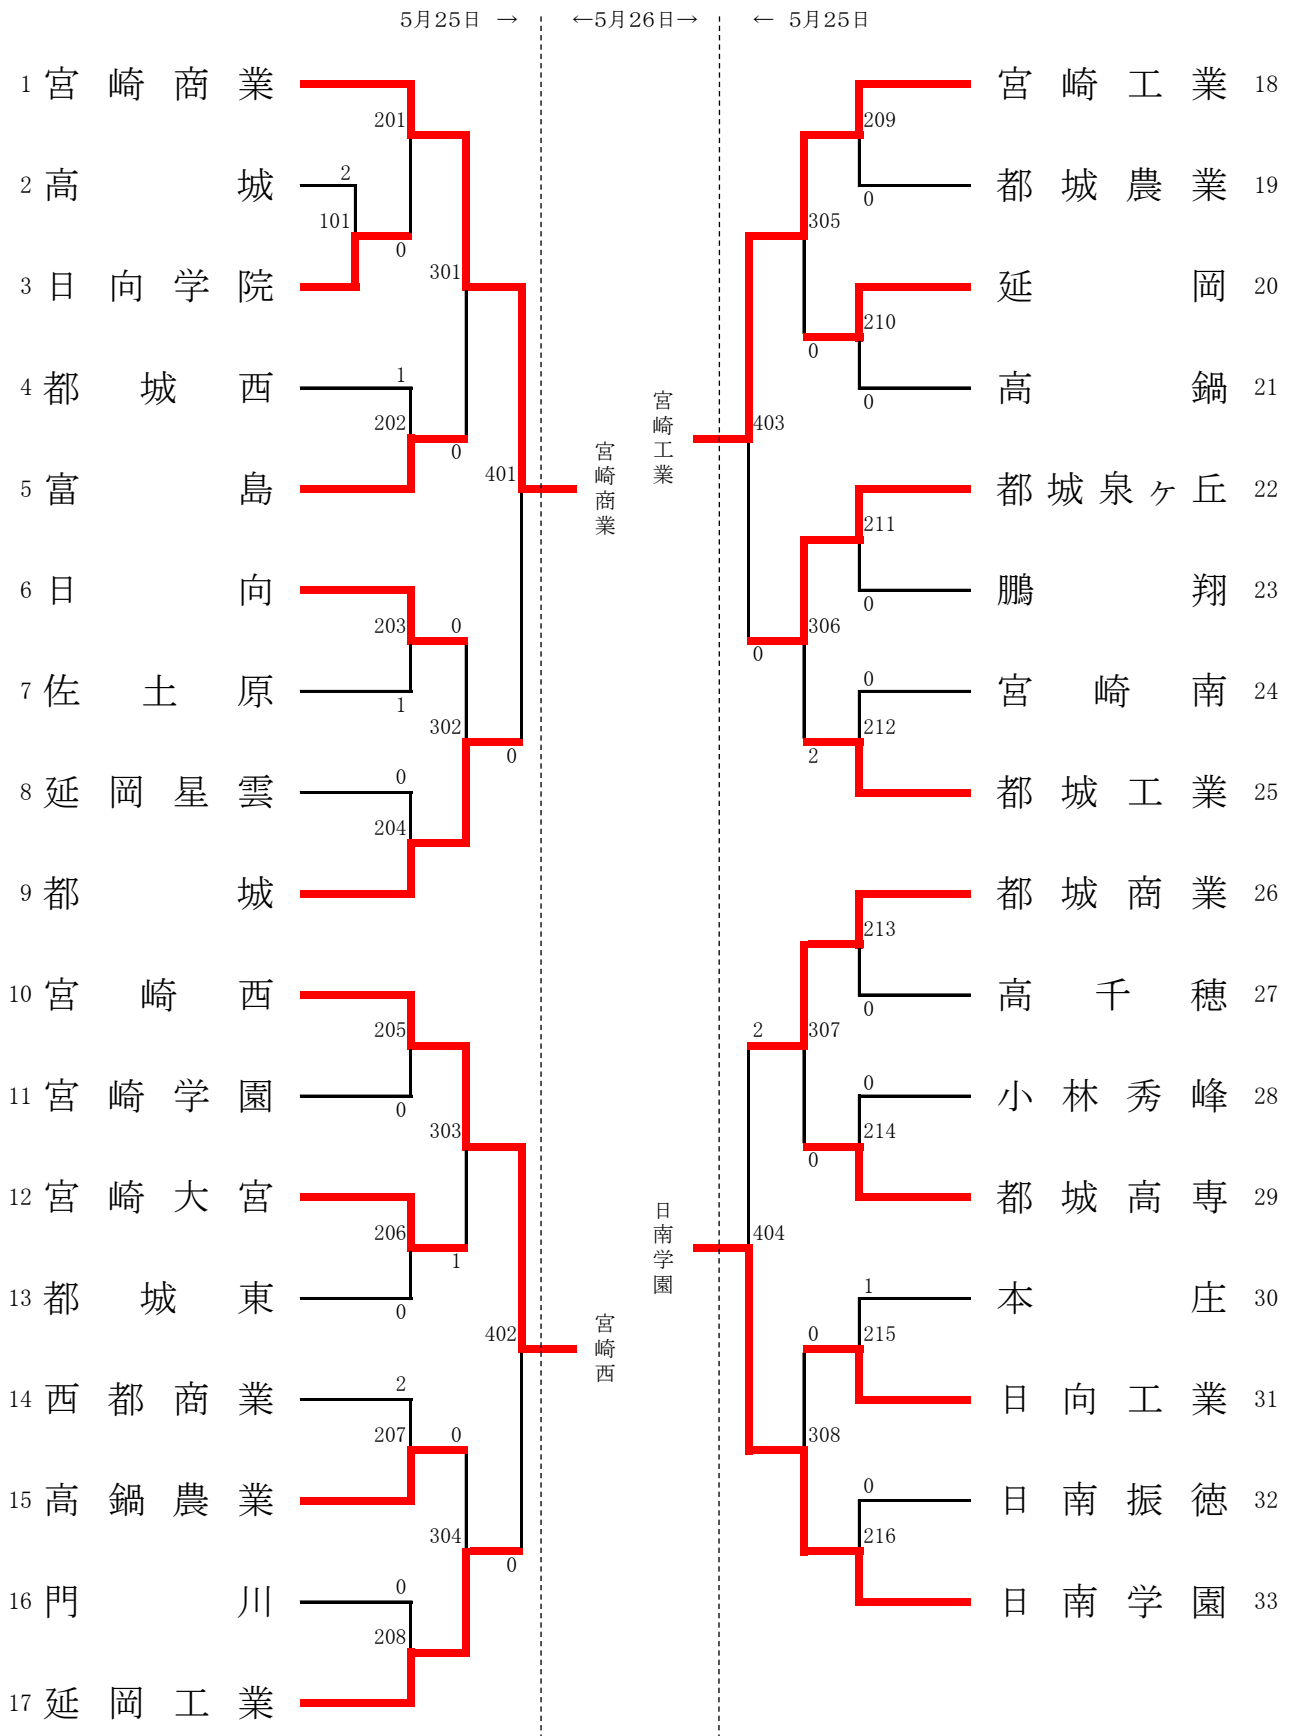 5月25日 → ←5月26日→ ← 5月25日
1 宮崎商業
201
2 高城
2
101
0
3 日向学院
301
4 都城西
1
202
0
5 富島
401
宮崎商業
6 日向
203
0
7 佐土原
1
302
0
8 延岡星雲
0
204
9 都城
10 宮崎西
205
11 宮崎学園
0
303
12 宮崎大宮
206
1
13 都城東
0
402
宮崎西
14 西都商業
2
207
0
15 高鍋農業
304
0
16 門川
0
208
17 延岡工業
宮崎工業 18
209
都城農業 19
0
305
延岡 20
210
0
高鍋 21
0
宮崎工業
403
都城泉ヶ丘 22
211
鵬翔 23
0
306
0
宮崎南 24
0
212
2
都城工業 25
都城商業 26
213
高千穂 27
0
2
307
小林秀峰 28
0
214
0
都城高専 29
日南学園
404
本庄 30
1
215
0
日向工業 31
308
日南振徳 32
0
216
日南学園 33